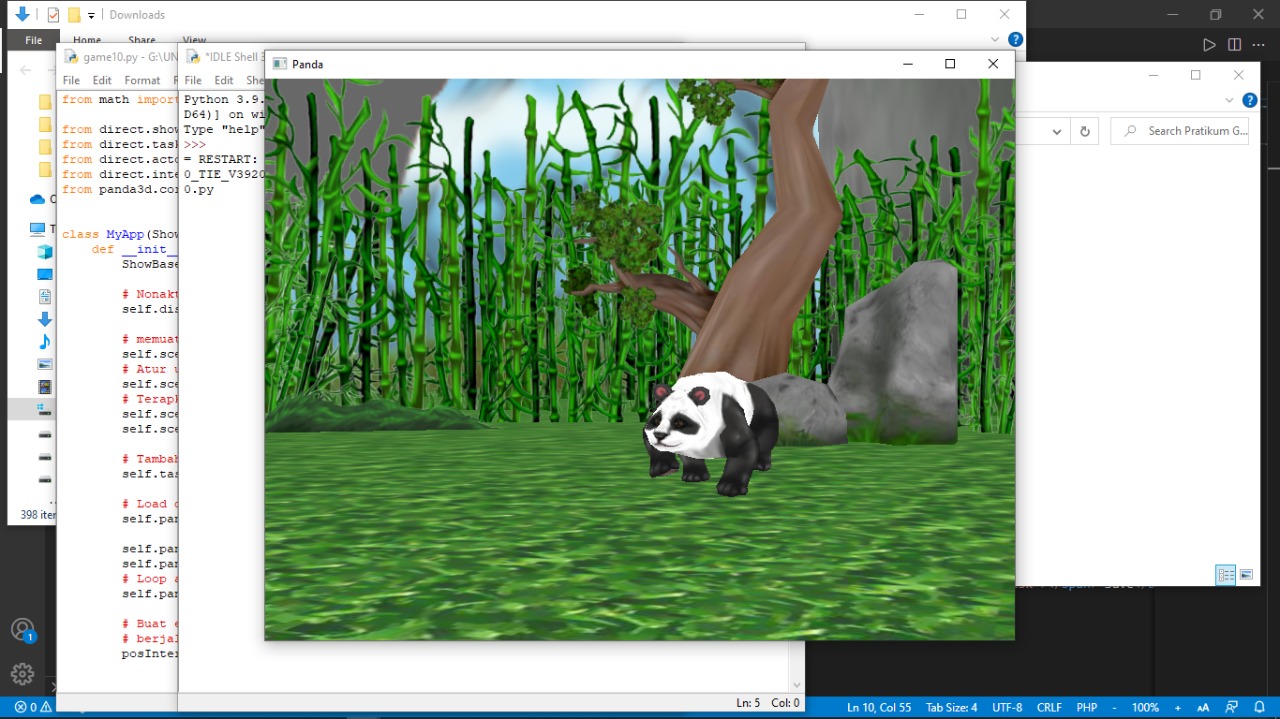 Downloads
File
Home
Share
View
game10.py - G:\UN
File
Edit
Format
from math import
from direct.show
from direct.task
from direct.acto
from direct.inte
from panda3d.cor
class MyApp(Show
def __init__
ShowBase
# Nonakt
self.dis
# memuat
self.sce
# Atur u
self.sce
# Terapk
self.sce
self.sce
# Tambah
self.tas
# Load
self.pan
self.pan
self.pan
# Loop a
self.pan
# Buat e
# berjal
posInter
*IDLE Shell 3
File
Edit
She
Python 3.9.
D64)] on wi
Type "help"
>>>
= RESTART:
0_TIE_V3920
0.py
Ln: 5 Col: 0
Panda
Search Pratikum G...
398 iter
1
0
Ln 10, Col 55
Tab Size: 4
UTF-8
CRLF
PHP
-
100%
+
AA